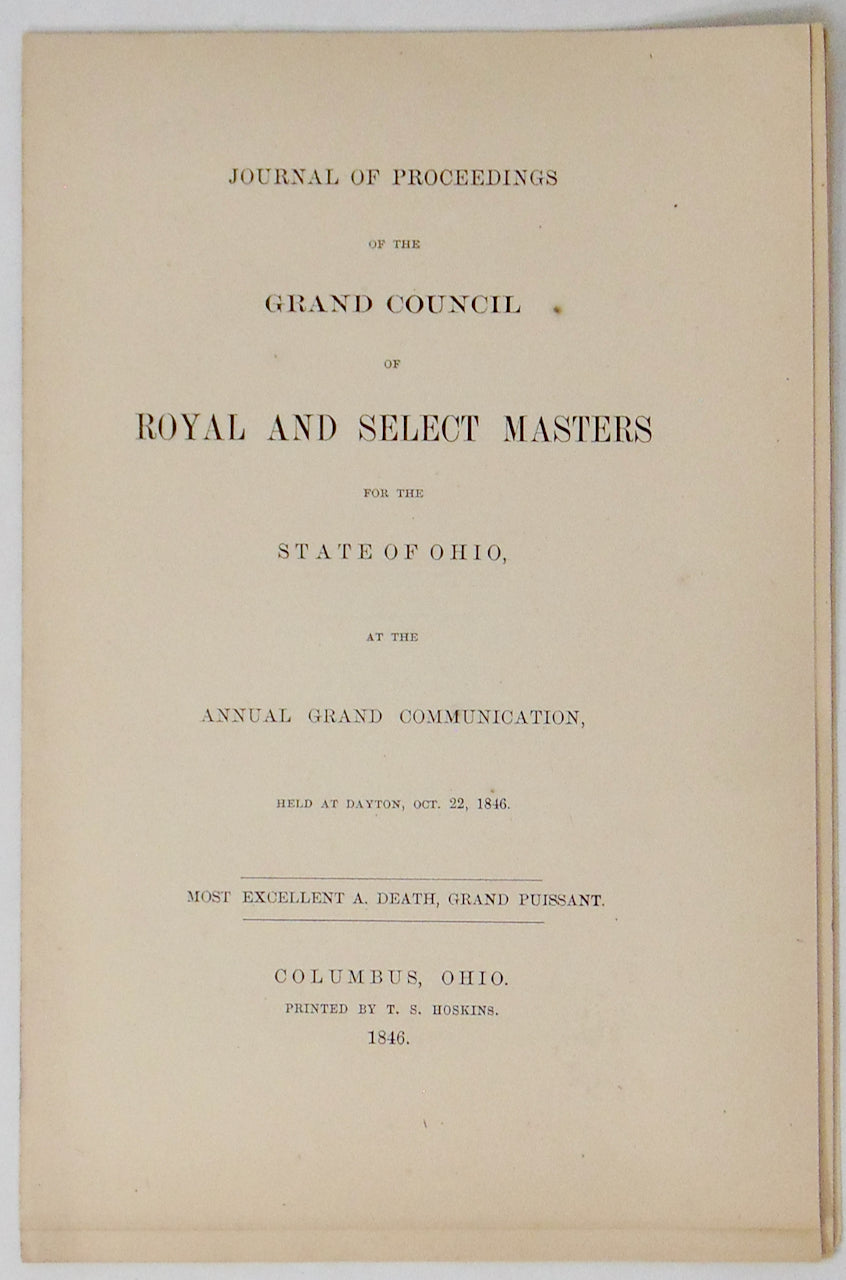 JOURNAL OF PROCEEDINGS
OF THE
GRAND COUNCIL
OF
ROYAL AND SELECT MASTERS
FOR THE
STATE OF OHIO,
AT THE
ANNUAL GRAND COMMUNICATION,
HELD AT DAYTON, OCT. 22, 1846.
MOST EXCELLENT A. DEATH, GRAND PUISSANT.
COLUMBUS, OHIO.
PRINTED BY T. S. HOSKINS.
1846.